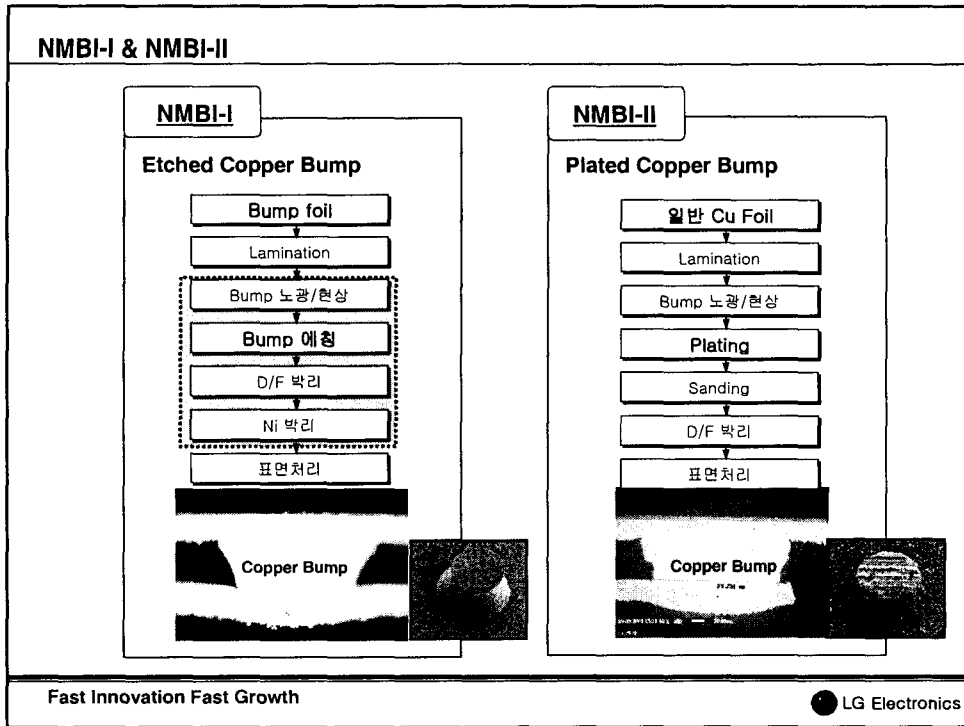 NMBI-I & NMBI-II
NMBI-I
Etched Copper Bump
Bump foil
Lamination
Bump 노광/현상
Bump 에칭
D/F 박리
Ni 박리
표면처리
Copper Bump
NMBI-II
Plated Copper Bump
일반 Cu Foil
Lamination
Bump 노광/현상
Plating
Sanding
D/F 박리
표면처리
Copper Bump
Fast Innovation Fast Growth
LG Electronics